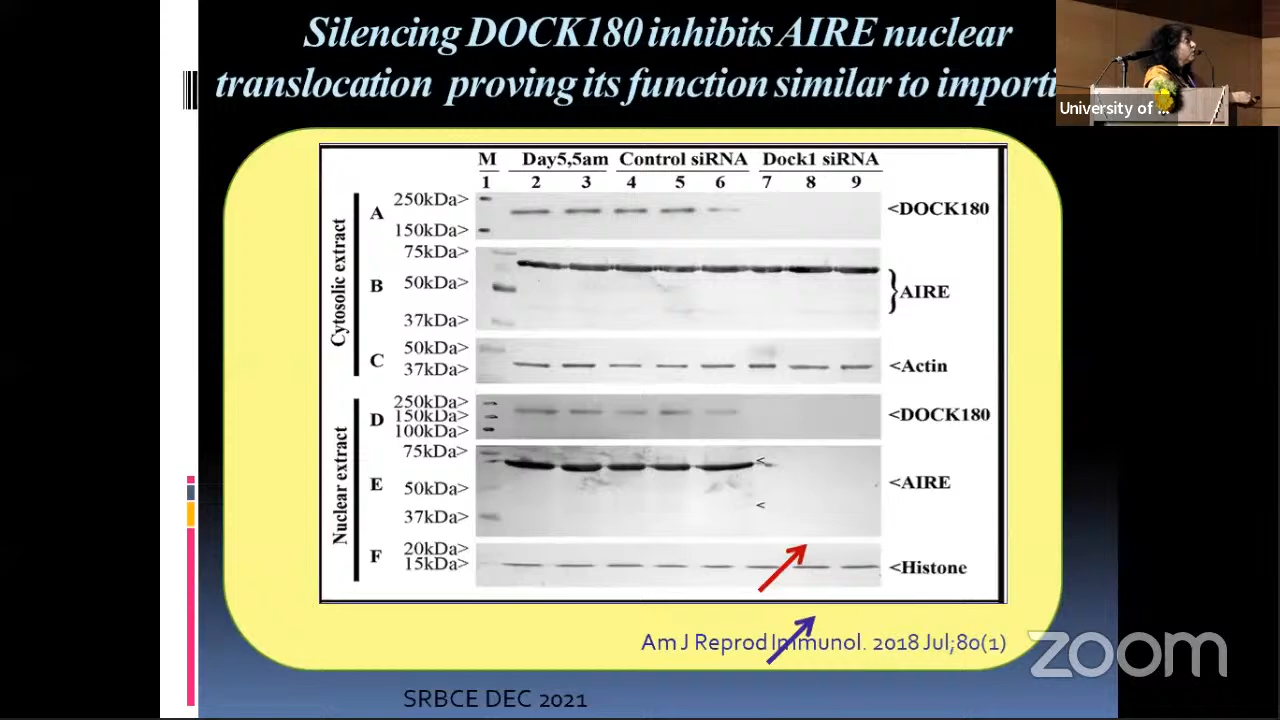 Silencing DOCK180 inhibits AIRE nuclear
translocation proving its function similar to importi
University of ...
M Day5,5am Control siRNA Dock1 siRNA
1 2 3 4 5 6 7 8 9
Cytosolic extract
A
250kDa>
150kDa>
<DOCK180
B
75kDa>
50kDa>
37kDa>
AIRE
C
50kDa>
37kDa>
<Actin
Nuclear extract
D
250kDa>
150kDa>
100kDa>
<DOCK180
E
75kDa>
50kDa>
37kDa>
<
<
<AIRE
F
20kDa>
15kDa>
<Histone
Am J Reprod Immunol. 2018 Jul;80(1)
zoom
SRBCE DEC 2021